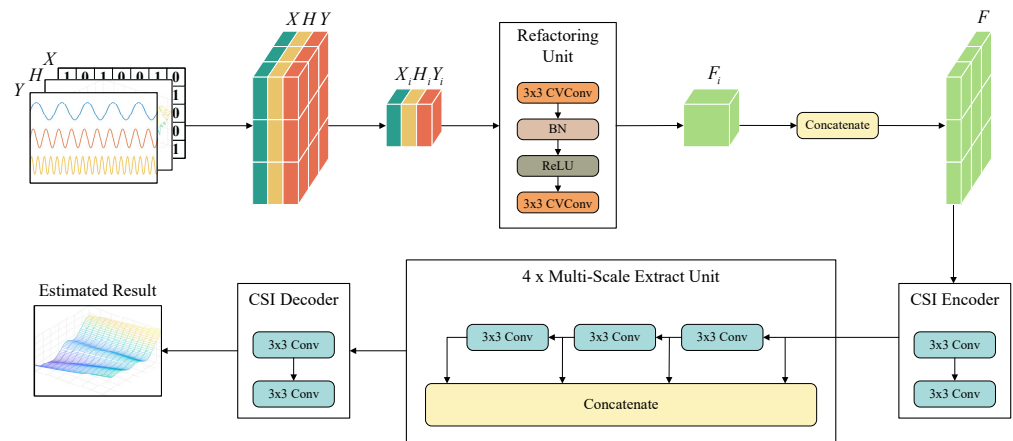 X H Y
Refactoring
Unit
X
H
Y
1 0 1 0 0 1 0
1
0
0
1
X_i H_i Y_i
3x3 CVConv
BN
ReLU
3x3 CVConv
F_i
Concatenate
F
Estimated Result
CSI Decoder
3x3 Conv
3x3 Conv
4 x Multi-Scale Extract Unit
3x3 Conv
3x3 Conv
3x3 Conv
Concatenate
CSI Encoder
3x3 Conv
3x3 Conv